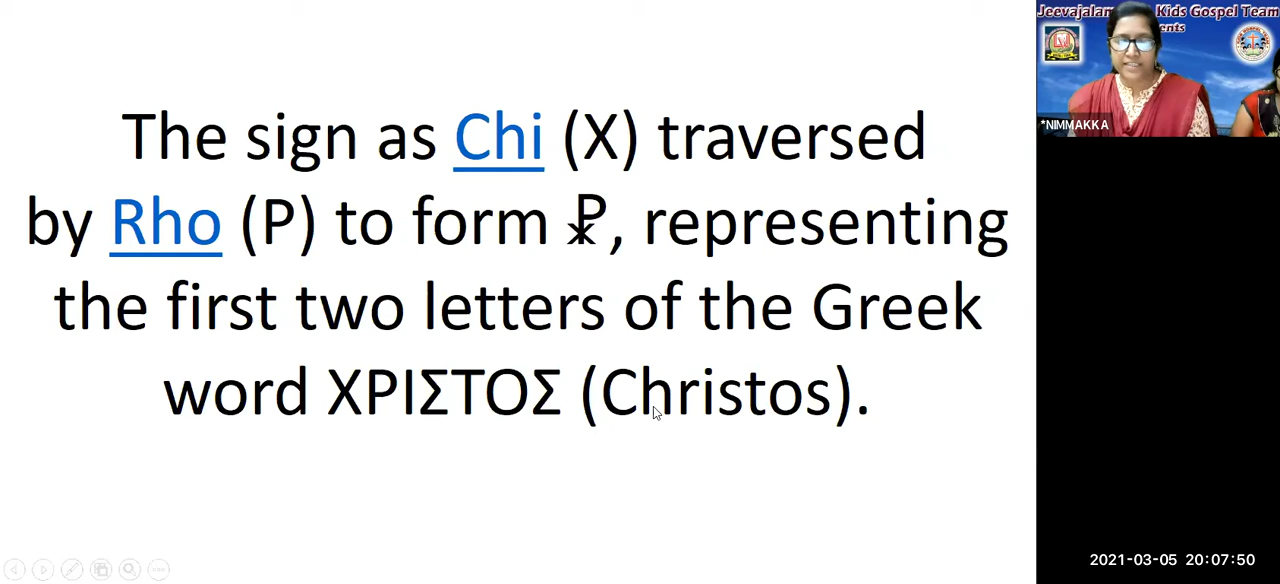 The sign as Chi (X) traversed
by Rho (P) to form ☧, representing
the first two letters of the Greek
word ΧΡΙΣΤΟΣ (Christos).
Kids Gospel Team
*NIMMAKKA
2021-03-05 20:07:50